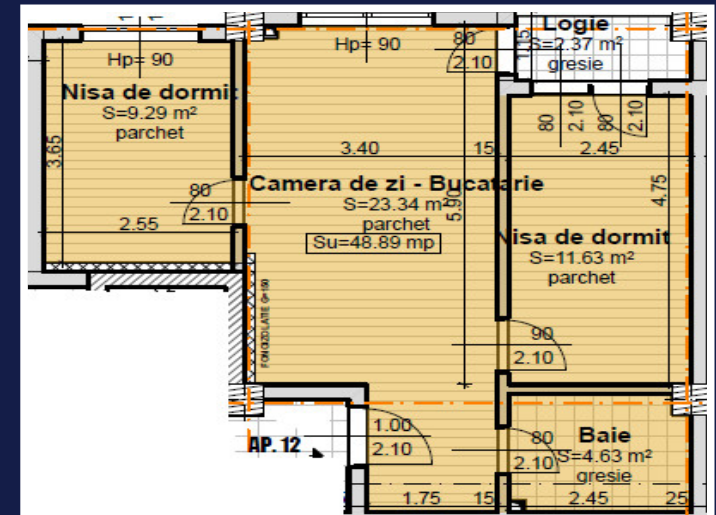 Hp= 90
Nisa de dormit
S=9.29 m²
parchet
3.65
2.55
80
2.10
Hp= 90
80
2.10
Logie
S=2.37 m²
gresie
80
2.10
80
2.10
3.40
15
2.45
4.75
Camera de zi - Bucatarie
S=23.34 m²
parchet
5.90
Su=48.89 mp
Nisa de dormit
S=11.63 m²
parchet
90
2.10
AP. 12
1.00
2.10
80
2.10
Baie
S=4.63 m²
gresie
1.75
15
2.45
25